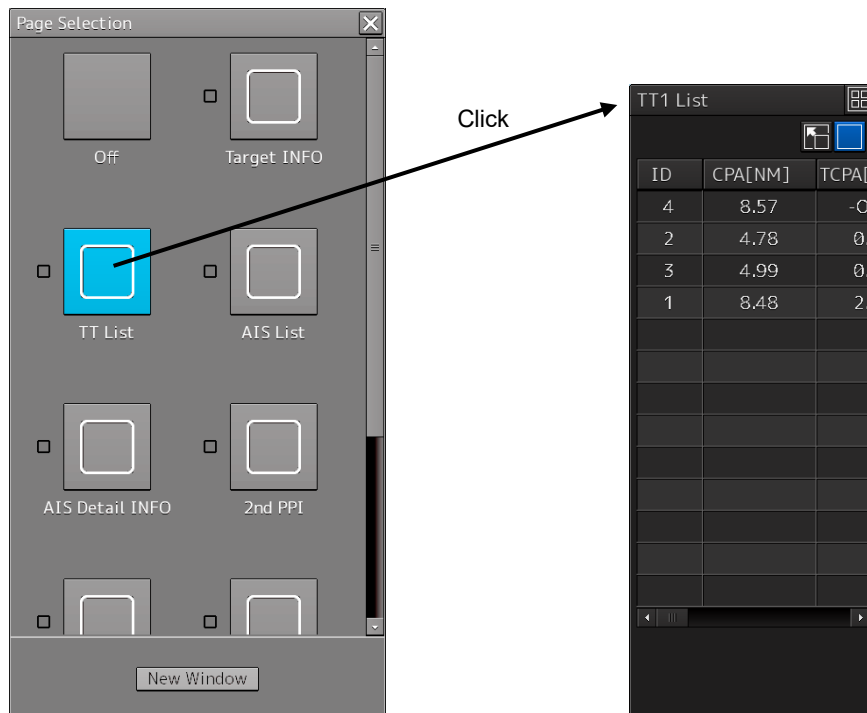 Page Selection
Off
Target INFO
TT List
AIS List
AIS Detail INFO
2nd PPI
New Window
Click
TT1 List
ID CPA[NM] TCPA[
4 8.57
2 4.78
3 4.99
1 8.48